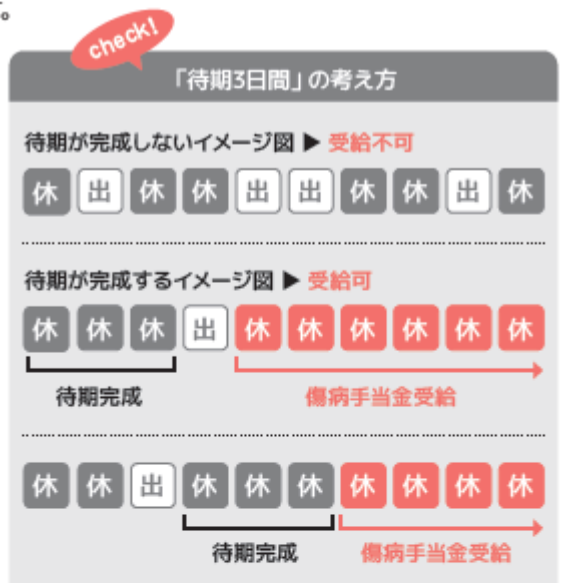 。
check!
「待期3日間」の考え方
待期が完成しないイメージ図 ▶ 受給不可
休 出 休 休 出 出 休 休 出 休
待期が完成するイメージ図 ▶ 受給可
休 休 休 出 休 休 休 休 休 休
待期完成 傷病手当金受給
休 休 出 休 休 休 休 休 休 休
待期完成 傷病手当金受給